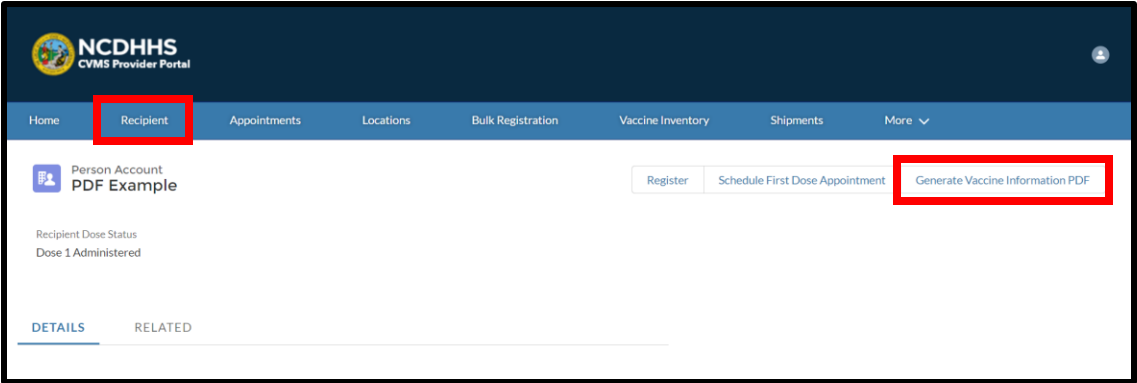 NCDHHS
CVMS Provider Portal
Home Recipient Appointments Locations Bulk Registration Vaccine Inventory Shipments More
Person Account
PDF Example
Register Schedule First Dose Appointment Generate Vaccine Information PDF
Recipient Dose Status
Dose 1 Administered
DETAILS RELATED